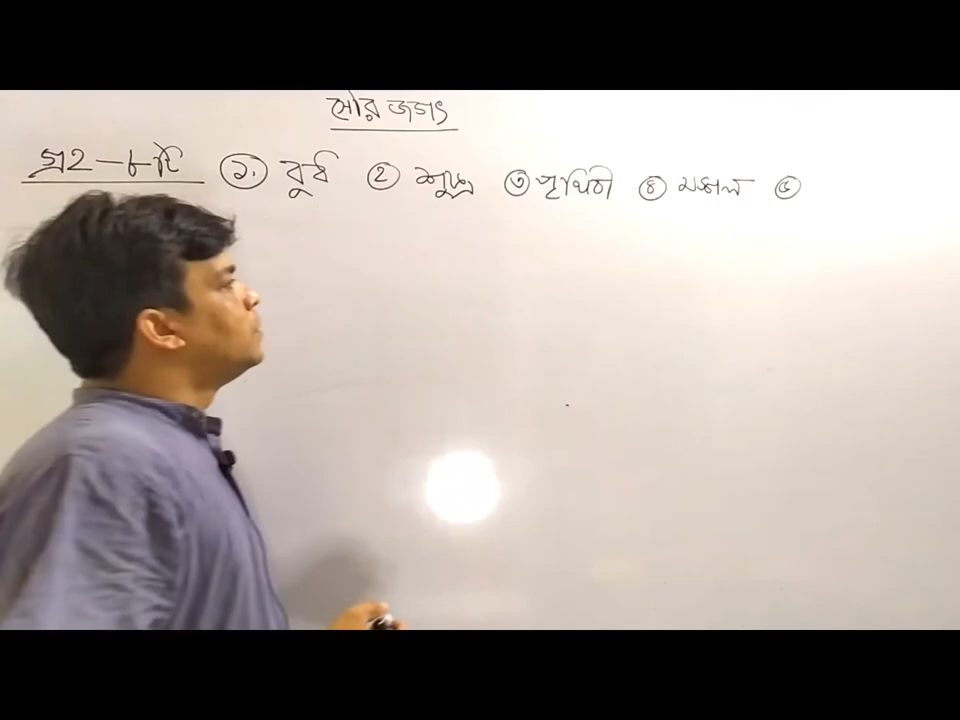 সৌর জগৎ
গ্রহ - ৮টি ১. বুধ ২ শুক্র ৩ পৃথিবী ৪ মঙ্গল ৫